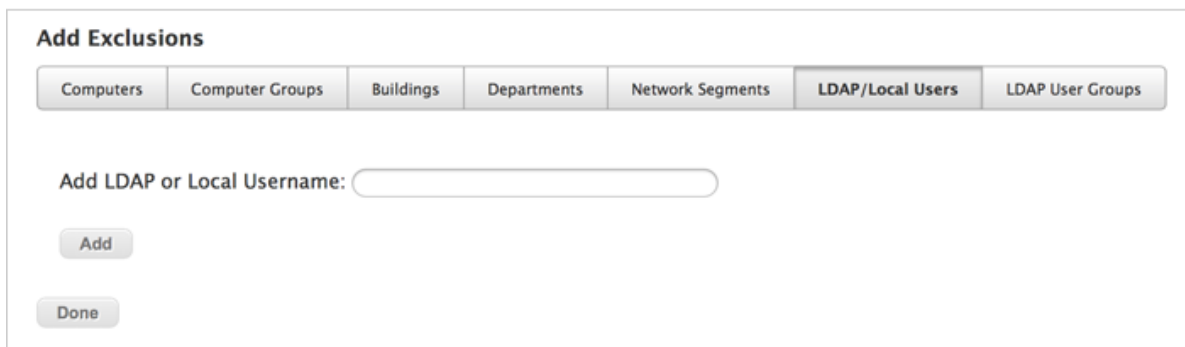 Add Exclusions
Computers Computer Groups Buildings Departments Network Segments LDAP/Local Users LDAP User Groups
Add LDAP or Local Username:
Add
Done